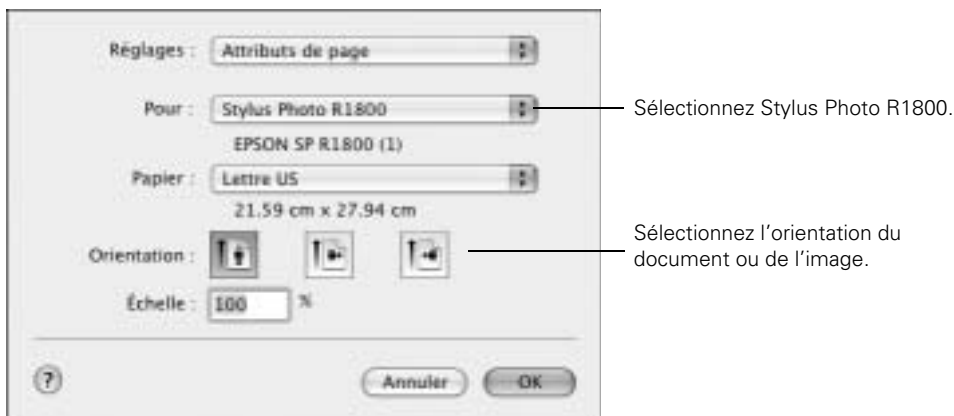 Réglages : Attributs de page
Pour : Stylus Photo R1800
Sélectionnez Stylus Photo R1800.
EPSON SP R1800 (1)
Papier : Lettre US
21.59 cm x 27.94 cm
Orientation :
Sélectionnez l’orientation du
document ou de l’image.
Échelle : 100 %
?
Annuler OK